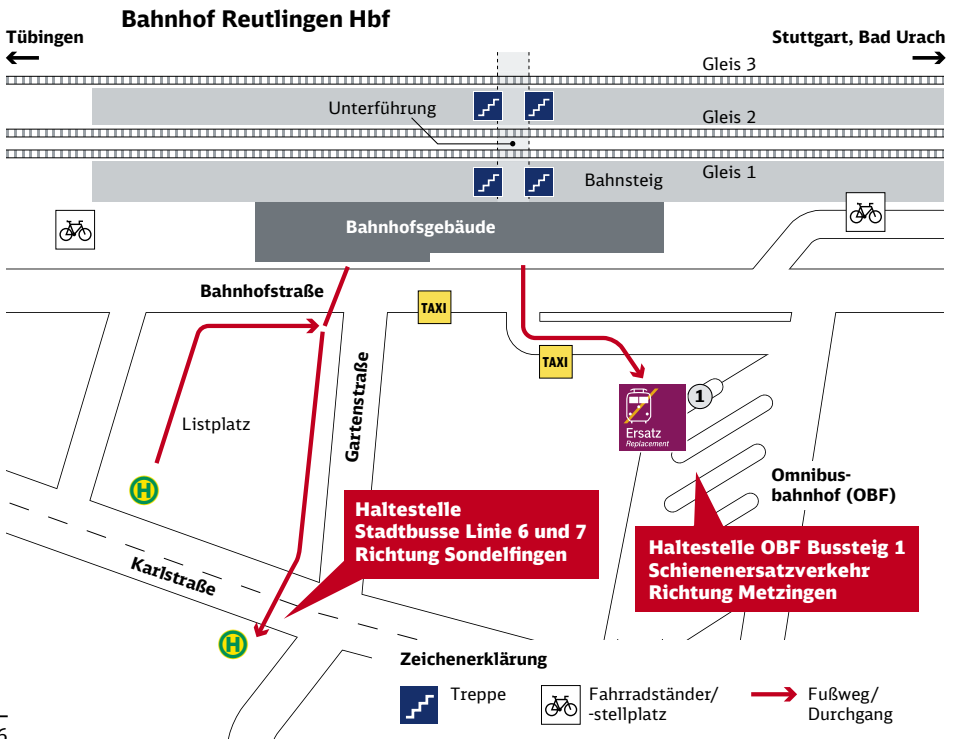 Bahnhof Reutlingen Hbf
Tübingen
Stuttgart, Bad Urach
Gleis 3
Unterführung
Gleis 2
Bahnsteig
Gleis 1
Bahnhofsgebäude
Bahnhofstraße
TAXI
TAXI
Gartenstraße
Listplatz
1
Ersatz
Replacement
Omnibus-
bahnhof (OBF)
H
Haltestelle
Stadtbusse Linie 6 und 7
Richtung Sondelfingen
Haltestelle OBF Bussteig 1
Schienenersatzverkehr
Richtung Metzingen
Karlstraße
H
Zeichenerklärung
Treppe
Fahrradständer/
-stellplatz
Fußweg/
Durchgang